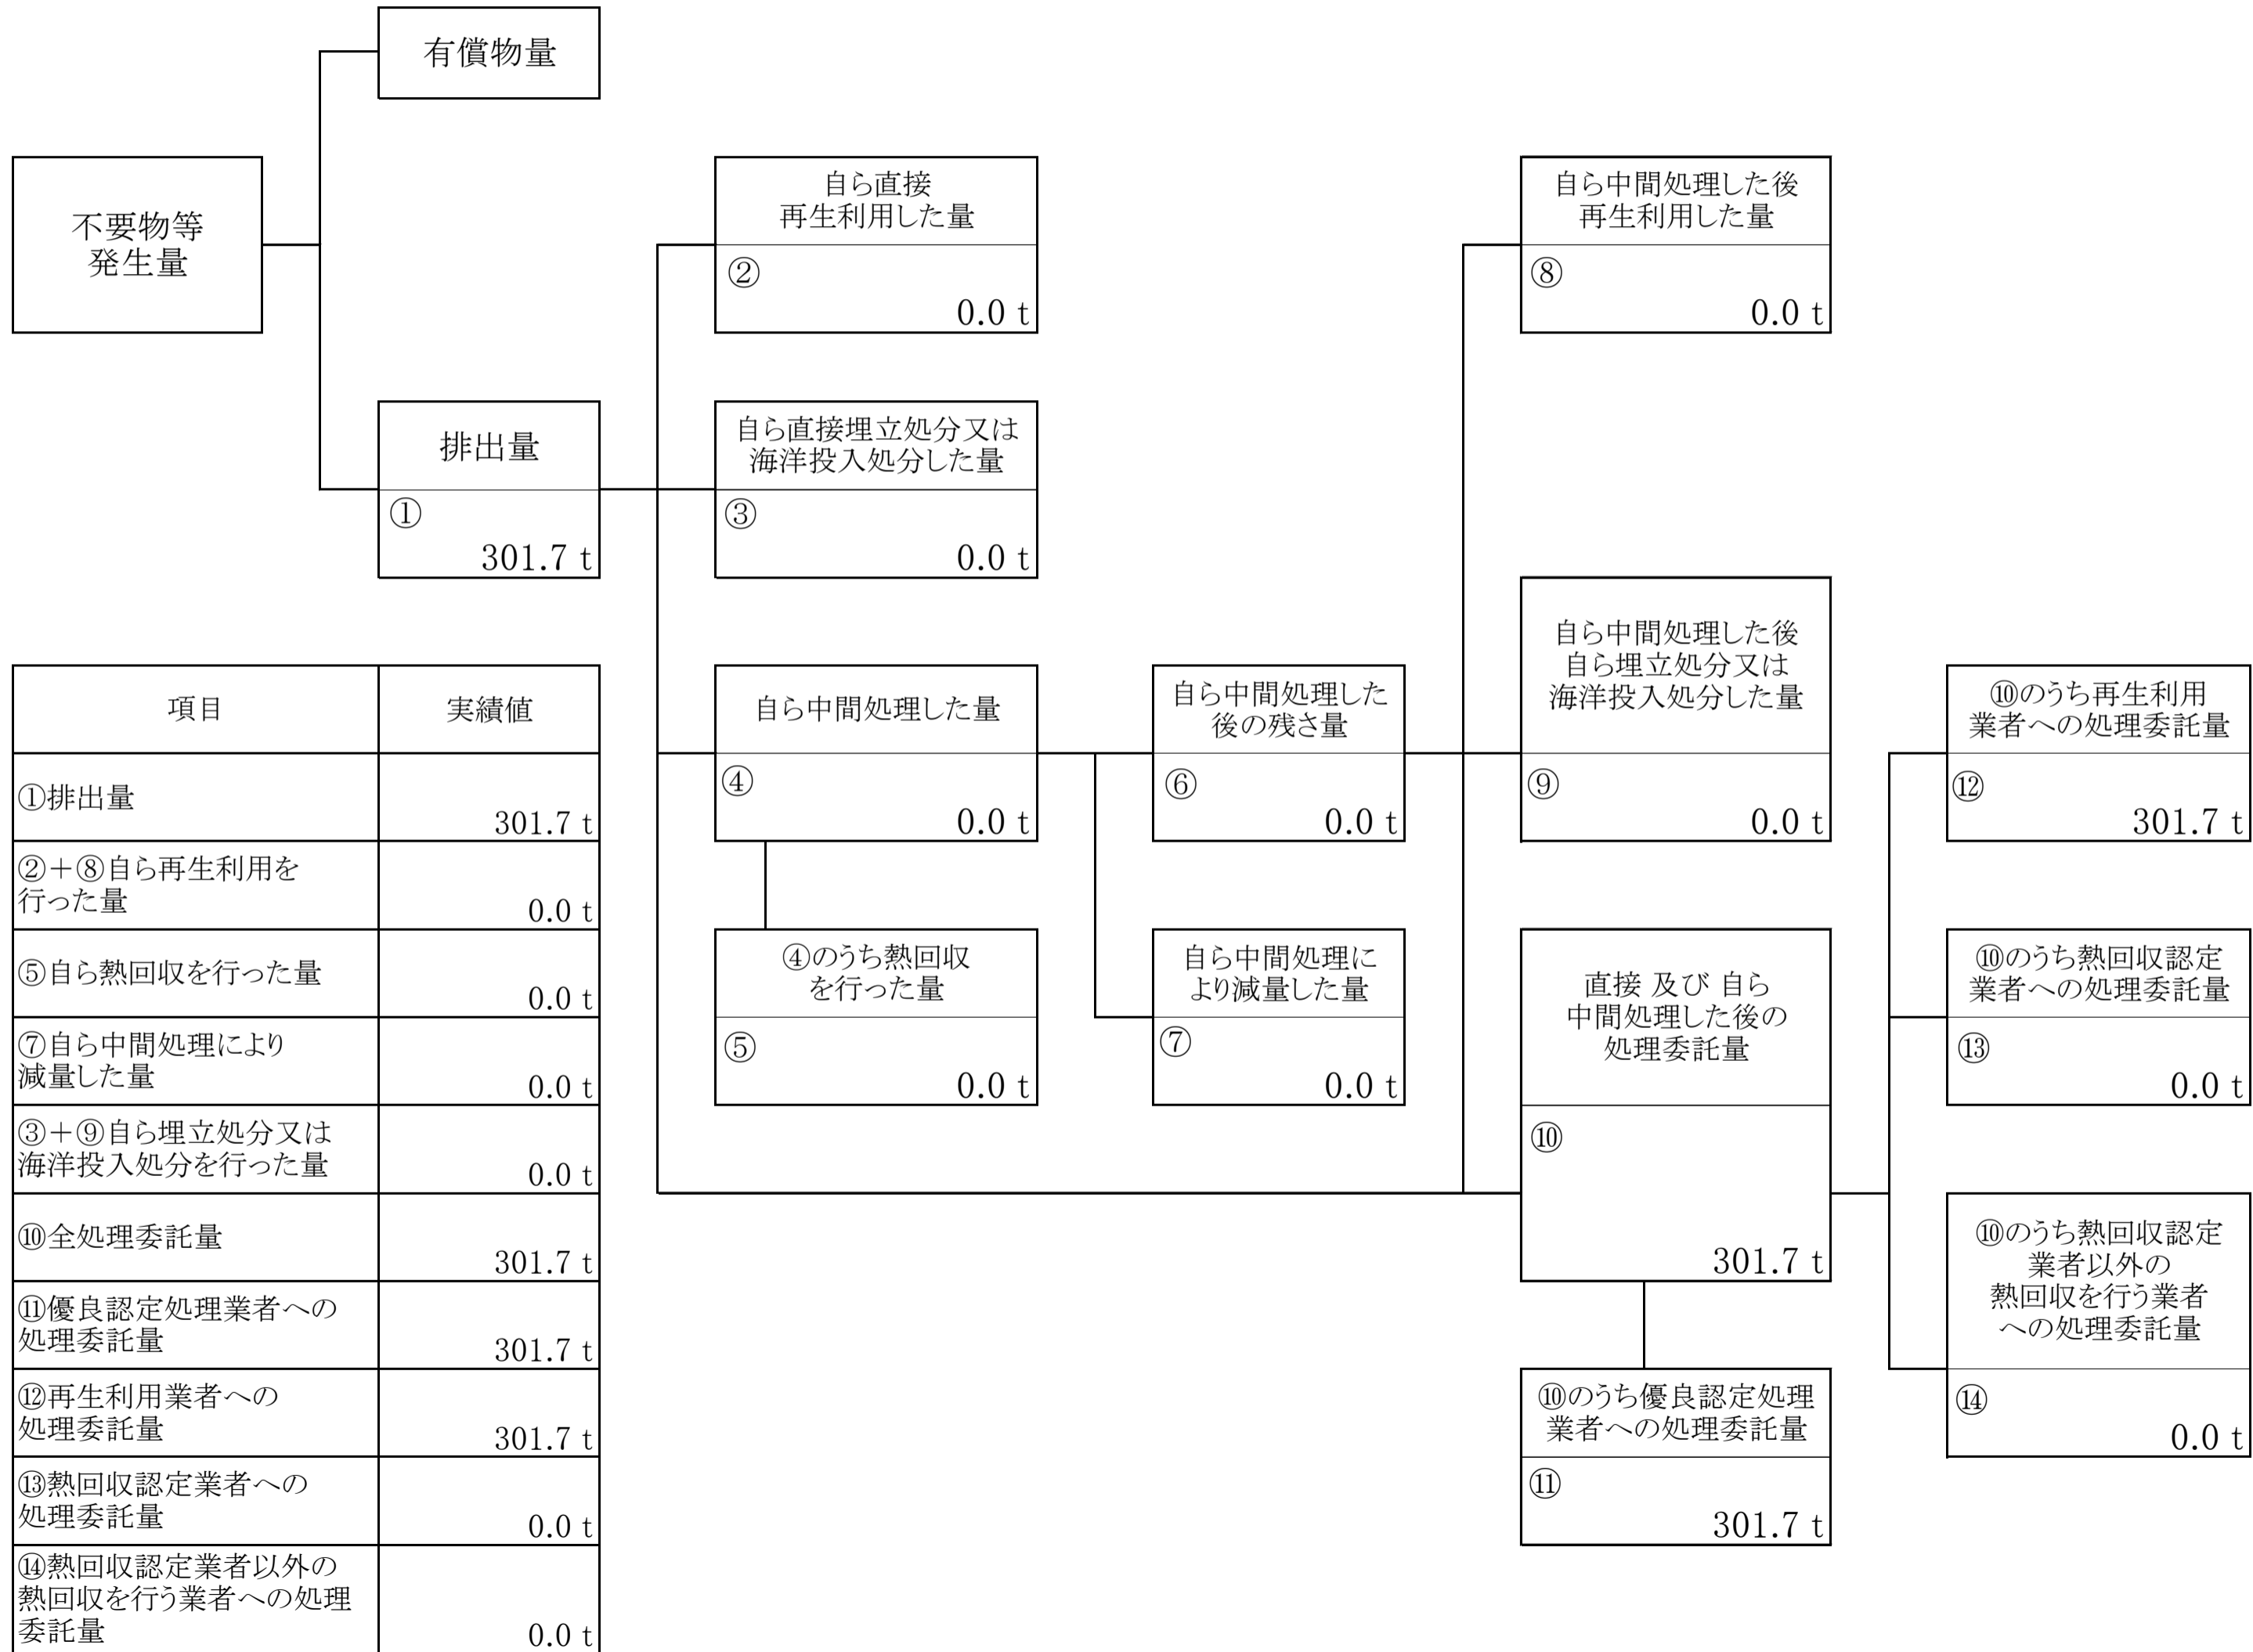 有償物量
不要物等
発生量
自ら直接
再生利用した量
②
0.0 t
自ら中間処理した後
再生利用した量
⑧
0.0 t
排出量
①
301.7 t
自ら直接埋立処分又は
海洋投入処分した量
③
0.0 t
自ら中間処理した量
④
0.0 t
自ら中間処理した
後の残さ量
⑥
0.0 t
自ら中間処理した後
自ら埋立処分又は
海洋投入処分した量
⑨
0.0 t
⑩のうち再生利用
業者への処理委託量
⑫
301.7 t
④のうち熱回収
を行った量
⑤
0.0 t
自ら中間処理に
より減量した量
⑦
0.0 t
直接 及び 自ら
中間処理した後の
処理委託量
⑩
301.7 t
⑩のうち熱回収認定
業者への処理委託量
⑬
0.0 t
⑩のうち熱回収認定
業者以外の
熱回収を行う業者
への処理委託量
⑭
0.0 t
⑩のうち優良認定処理
業者への処理委託量
⑪
301.7 t
項目 実績値
①排出量
301.7 t
②＋⑧自ら再生利用を
行った量
0.0 t
⑤自ら熱回収を行った量
0.0 t
⑦自ら中間処理により
減量した量
0.0 t
③＋⑨自ら埋立処分又は
海洋投入処分を行った量
0.0 t
⑩全処理委託量
301.7 t
⑪優良認定処理業者への
処理委託量
301.7 t
⑫再生利用業者への
処理委託量
301.7 t
⑬熱回収認定業者への
処理委託量
0.0 t
⑭熱回収認定業者以外の
熱回収を行う業者への処理
委託量
0.0 t